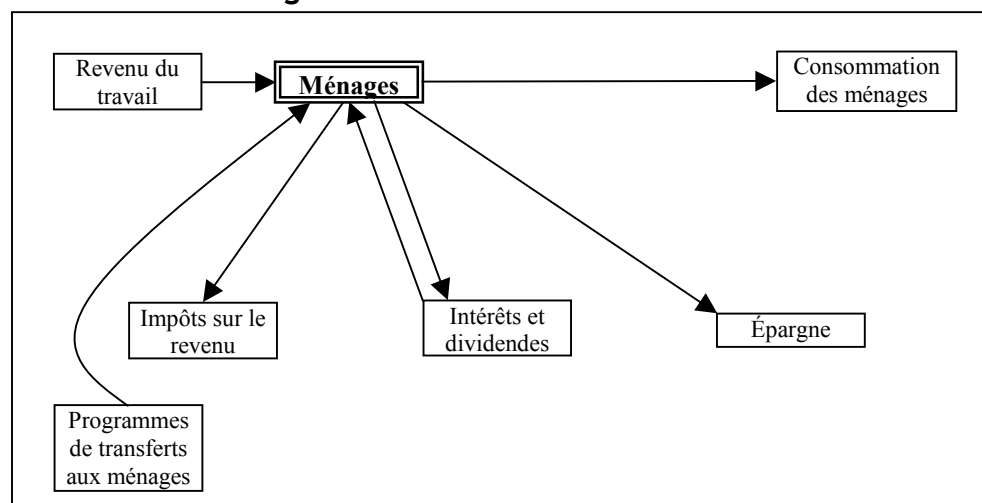 Revenu du
travail
Ménages
Consommation
des ménages
Impôts sur le
revenu
Intérêts et
dividendes
Épargne
Programmes
de transferts
aux ménages